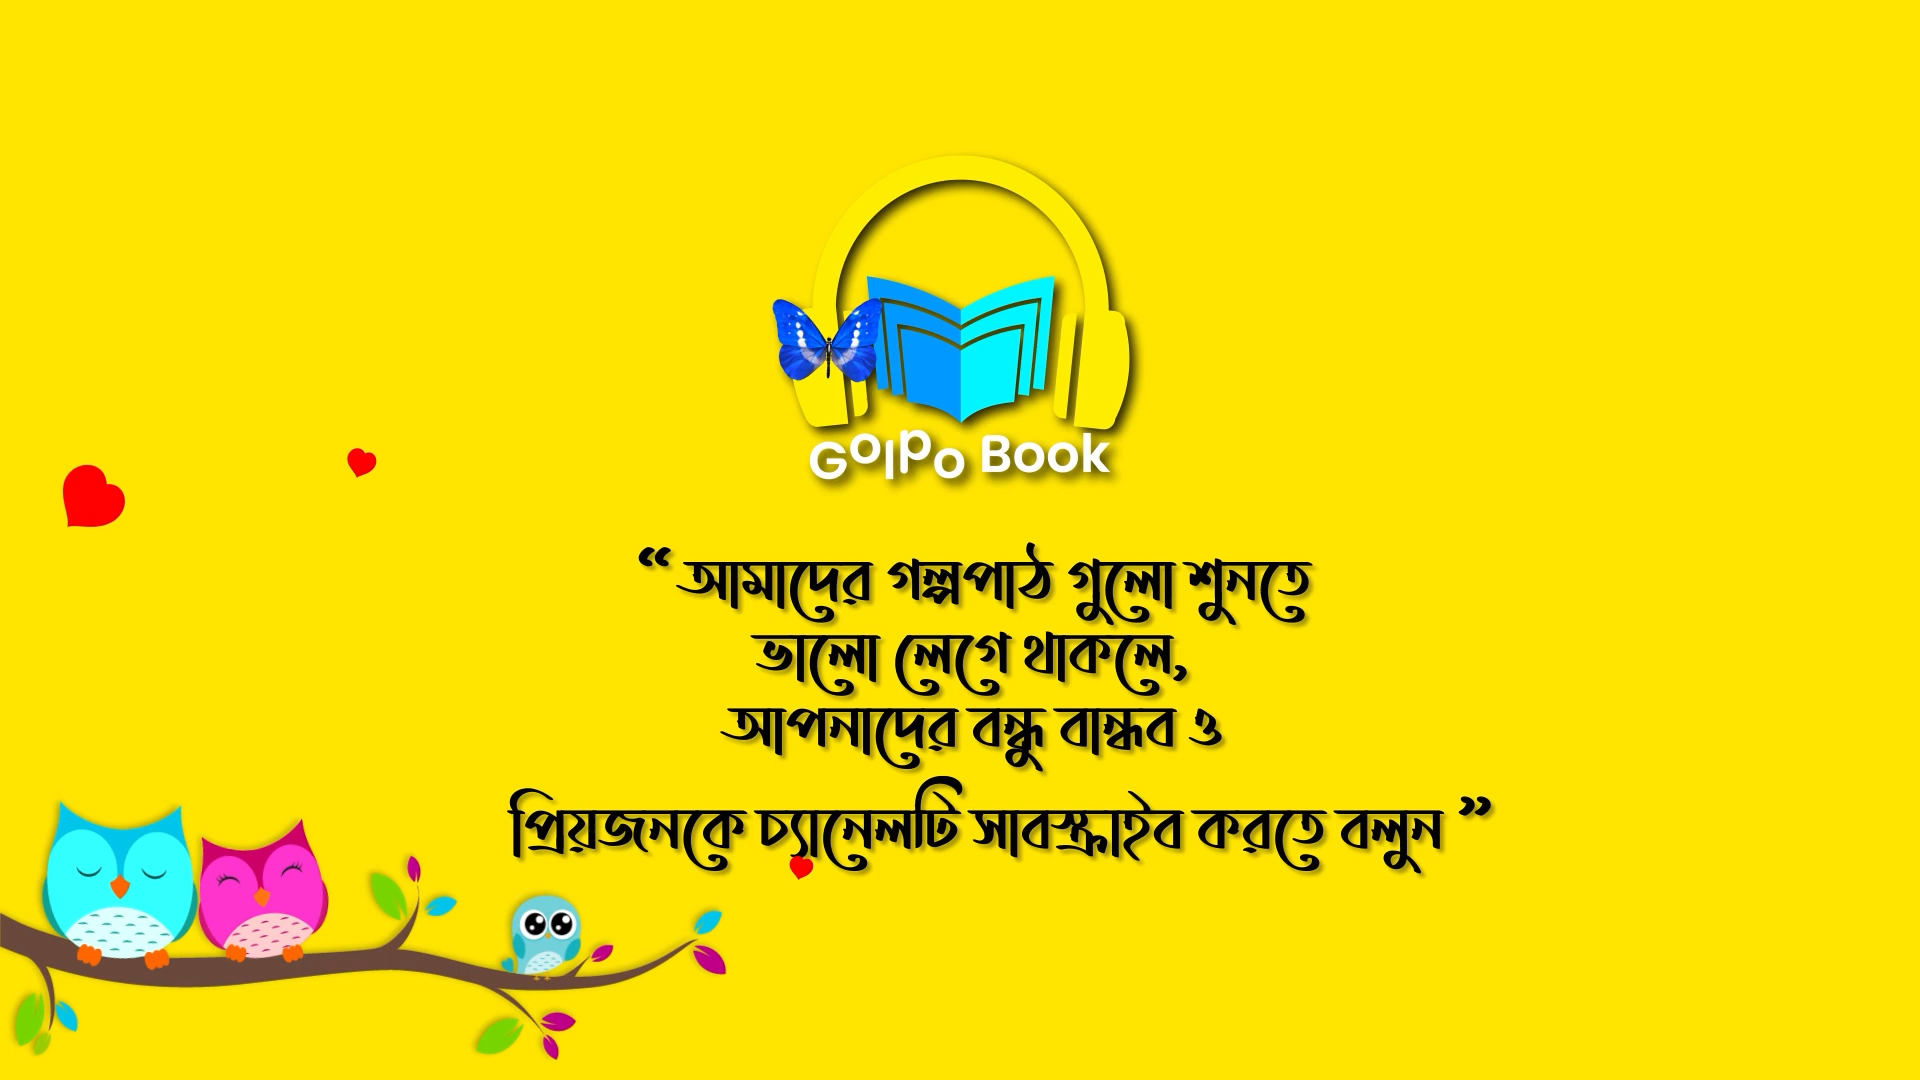 Golpo Book
“ আমাদের গল্পপাঠ গুলো শুনতে
ভালো লেগে থাকলে,
আপনাদের বন্ধু বান্ধব ও
প্রিয়জনকে চ্যানেলটি সাবস্ক্রাইব করতে বলুন ”